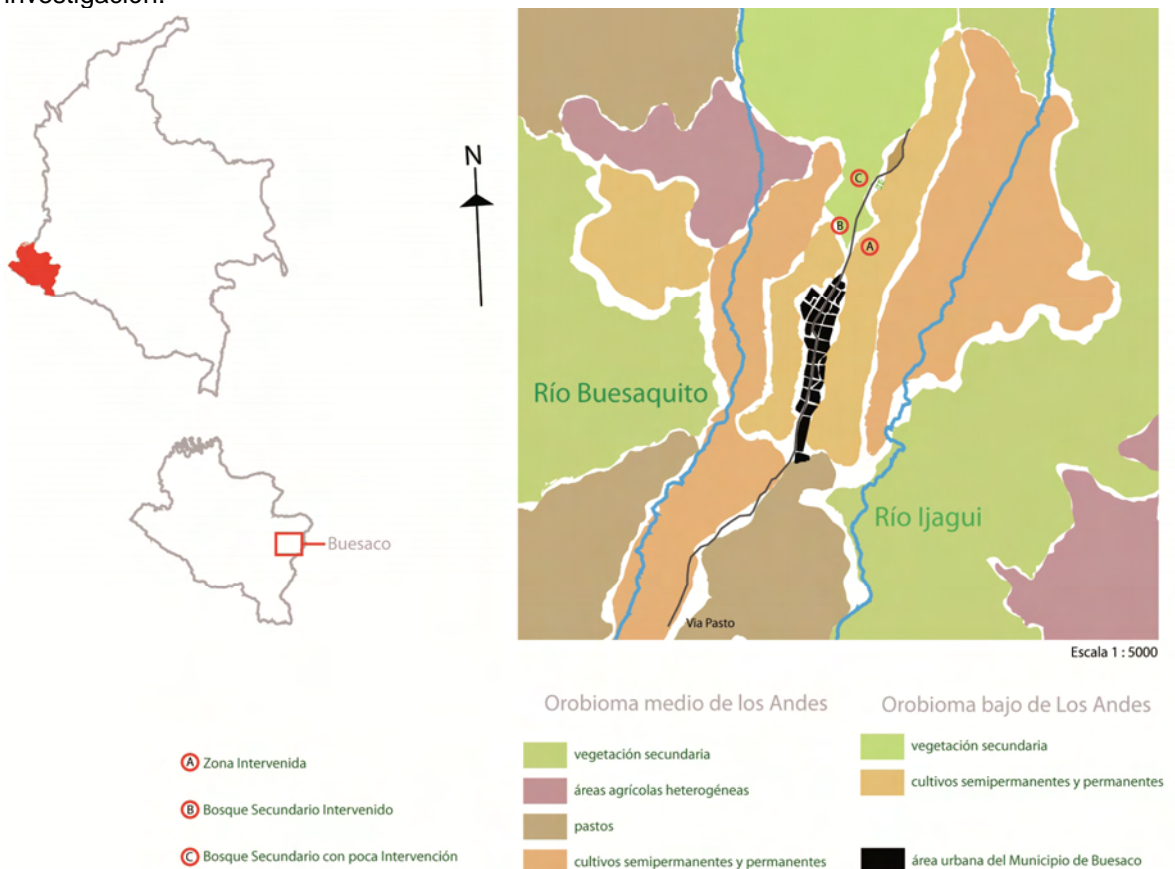 investigación.
N
C
B
A
Río Buesaquito
Río Ijagui
Buesaco
Via Pasto
Escala 1 : 5000
Orobioma medio de los Andes
vegetación secundaria
áreas agrícolas heterogéneas
pastos
cultivos semipermanentes y permanentes
Orobioma bajo de Los Andes
vegetación secundaria
cultivos semipermanentes y permanentes
área urbana del Municipio de Buesaco
A Zona Intervenida
B Bosque Secundario Intervenido
C Bosque Secundario con poca Intervención